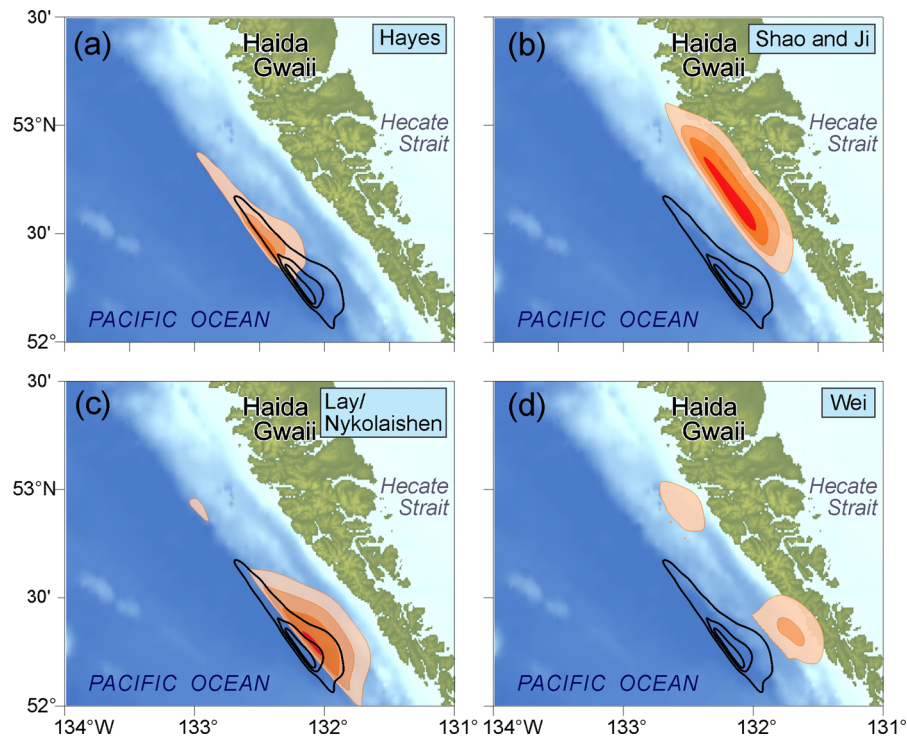 30'
(a)
Haida
Gwaii
Hayes
53°N
Hecate
Strait
30'
PACIFIC OCEAN
52°
(b)
Haida
Gwaii
Shao and Ji
Hecate
Strait
PACIFIC OCEAN
30'
(c)
Haida
Gwaii
Lay/
Nykolaishen
53°N
Hecate
Strait
30'
PACIFIC OCEAN
52°
134°W
133°
132°
131°
(d)
Haida
Gwaii
Wei
Hecate
Strait
PACIFIC OCEAN
133°
132°
131°